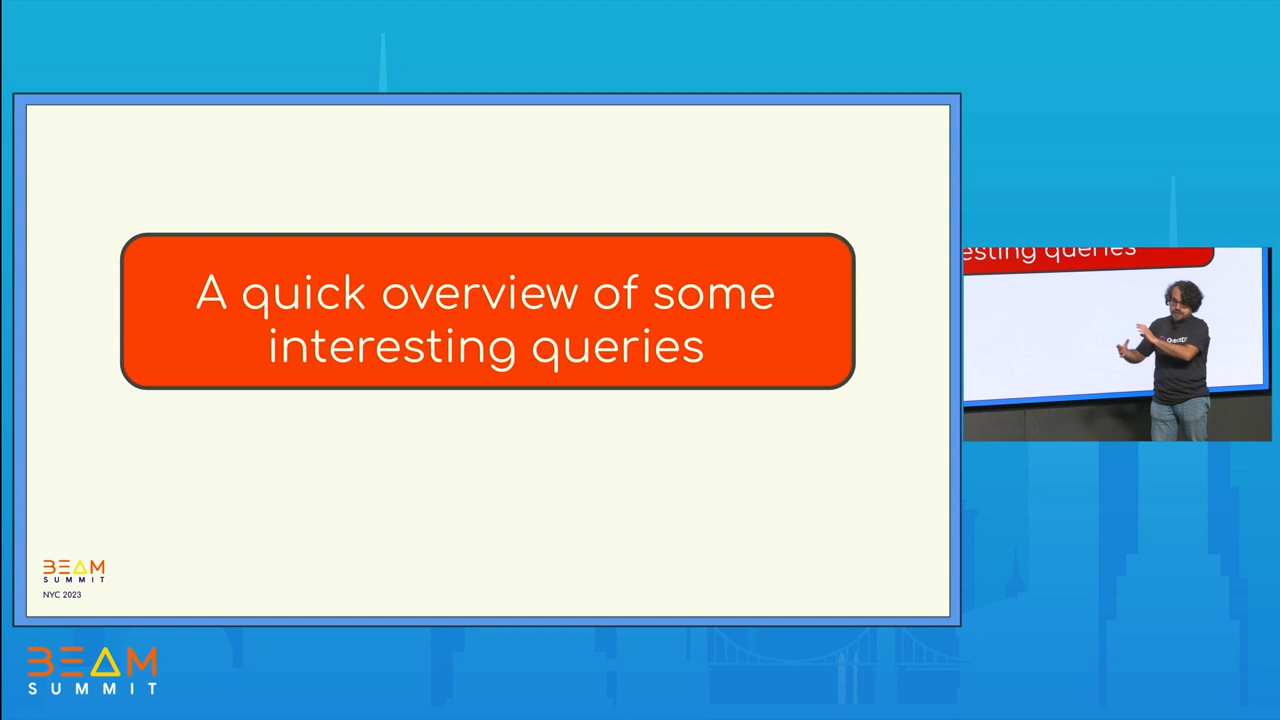 A quick overview of some
interesting queries
BEAM
SUMMIT
NYC 2023
esting queries
BEAM
SUMMIT